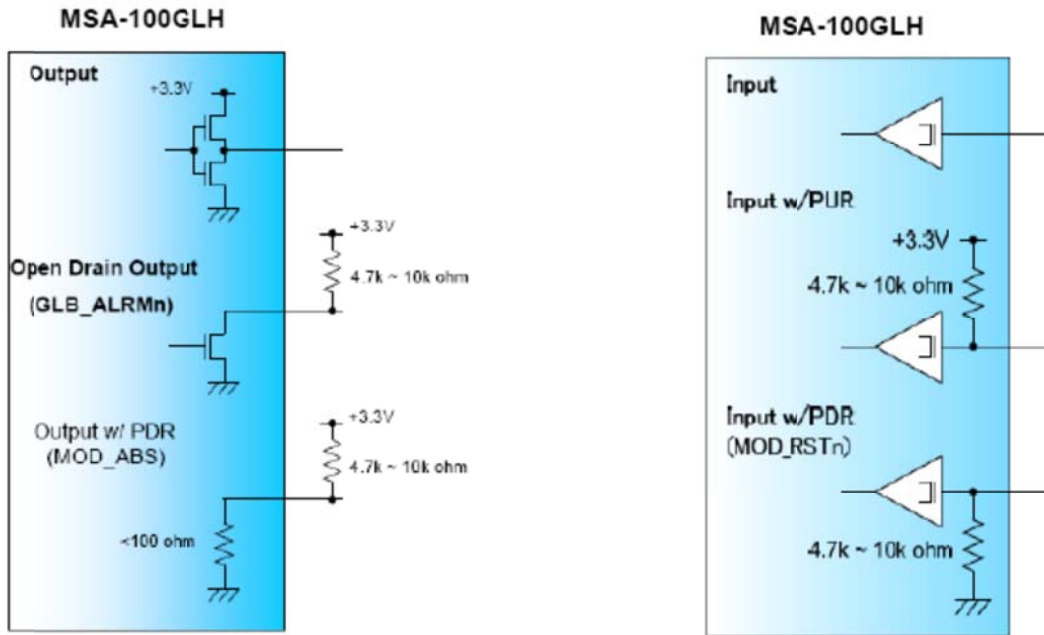 MSA-100GLH
Output
+3.3V
+3.3V
4.7k ~ 10k ohm
Open Drain Output
(GLB_ALRMn)
+3.3V
4.7k ~ 10k ohm
Output w/ PDR
(MOD_ABS)
<100 ohm
MSA-100GLH
Input
Input w/PUR
+3.3V
4.7k ~ 10k ohm
Input w/PDR
(MOD_RSTn)
4.7k ~ 10k ohm